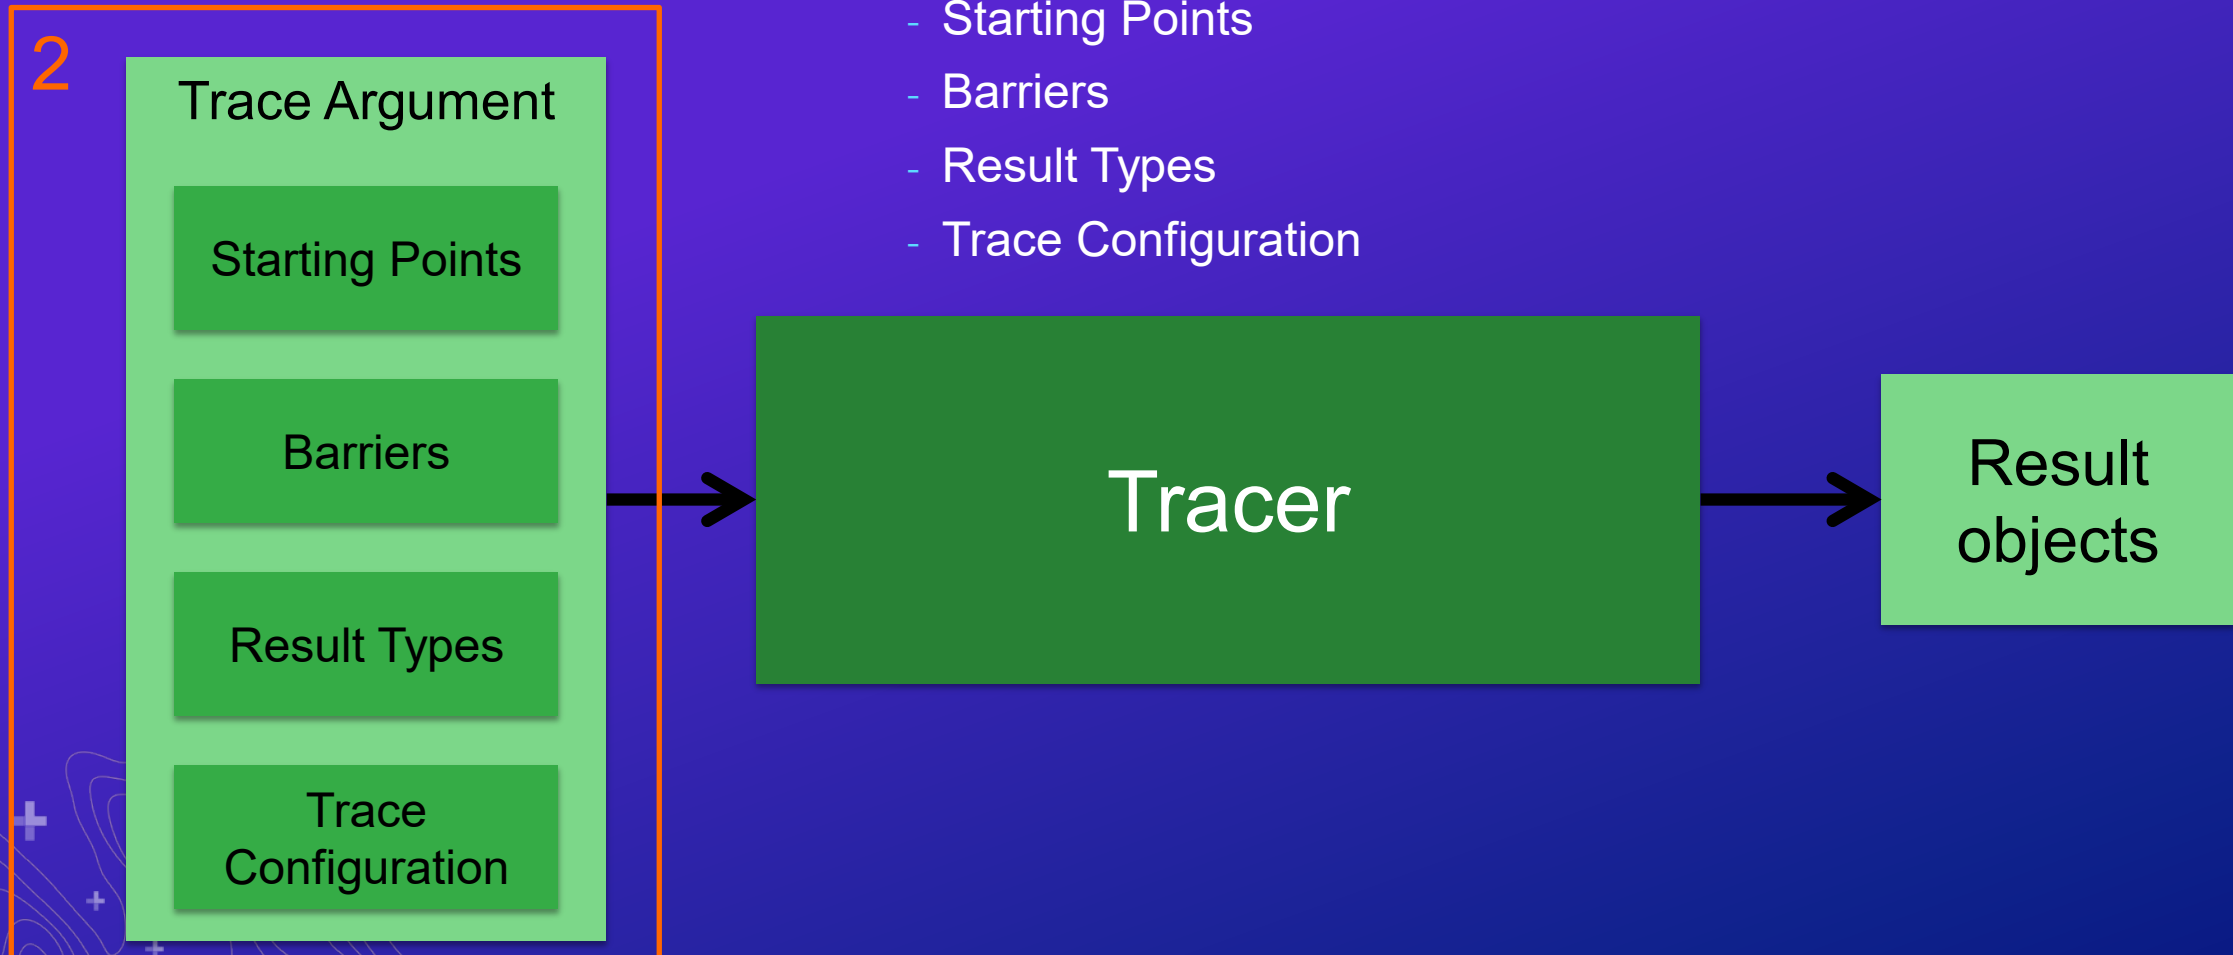 2
Trace Argument
Starting Points
Barriers
Result Types
Trace
Configuration
- Starting Points
- Barriers
- Result Types
- Trace Configuration
Tracer
Result
objects